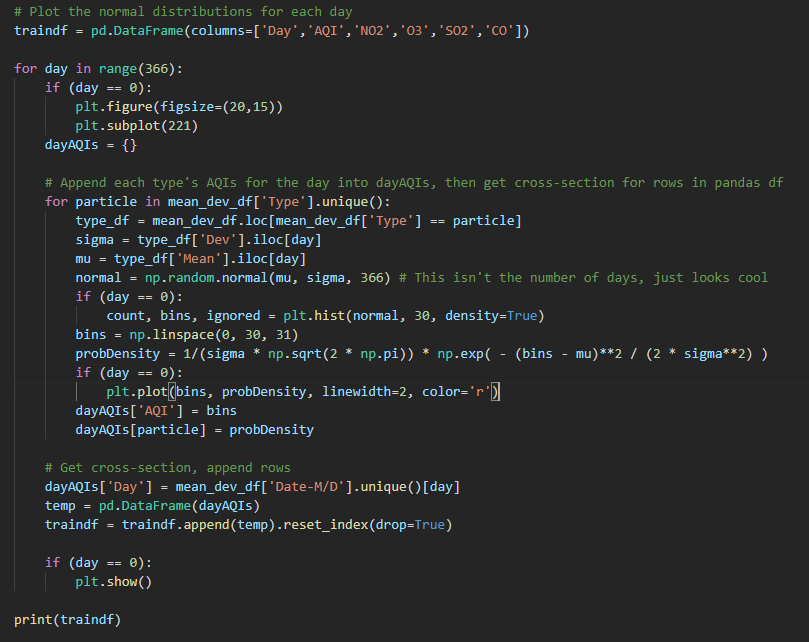 # Plot the normal distributions for each day
traindf = pd.DataFrame(columns=['Day','AQI','NO2','O3','SO2','CO'])

for day in range(366):
    if (day == 0):
        plt.figure(figsize=(20,15))
        plt.subplot(221)
    dayAQIs = {}

    # Append each type's AQIs for the day into dayAQIs, then get cross-section for rows in pandas df
    for particle in mean_dev_df['Type'].unique():
        type_df = mean_dev_df.loc[mean_dev_df['Type'] == particle]
        sigma = type_df['Dev'].iloc[day]
        mu = type_df['Mean'].iloc[day]
        normal = np.random.normal(mu, sigma, 366) # This isn't the number of days, just looks cool
        if (day == 0):
            count, bins, ignored = plt.hist(normal, 30, density=True)
        bins = np.linspace(0, 30, 31)
        probDensity = 1/(sigma * np.sqrt(2 * np.pi)) * np.exp( - (bins - mu)**2 / (2 * sigma**2) )
        if (day == 0):
            plt.plot(bins, probDensity, linewidth=2, color='r')
        dayAQIs['AQI'] = bins
        dayAQIs[particle] = probDensity

    # Get cross-section, append rows
    dayAQIs['Day'] = mean_dev_df['Date-M/D'].unique()[day]
    temp = pd.DataFrame(dayAQIs)
    traindf = traindf.append(temp).reset_index(drop=True)

    if (day == 0):
        plt.show()

print(traindf)